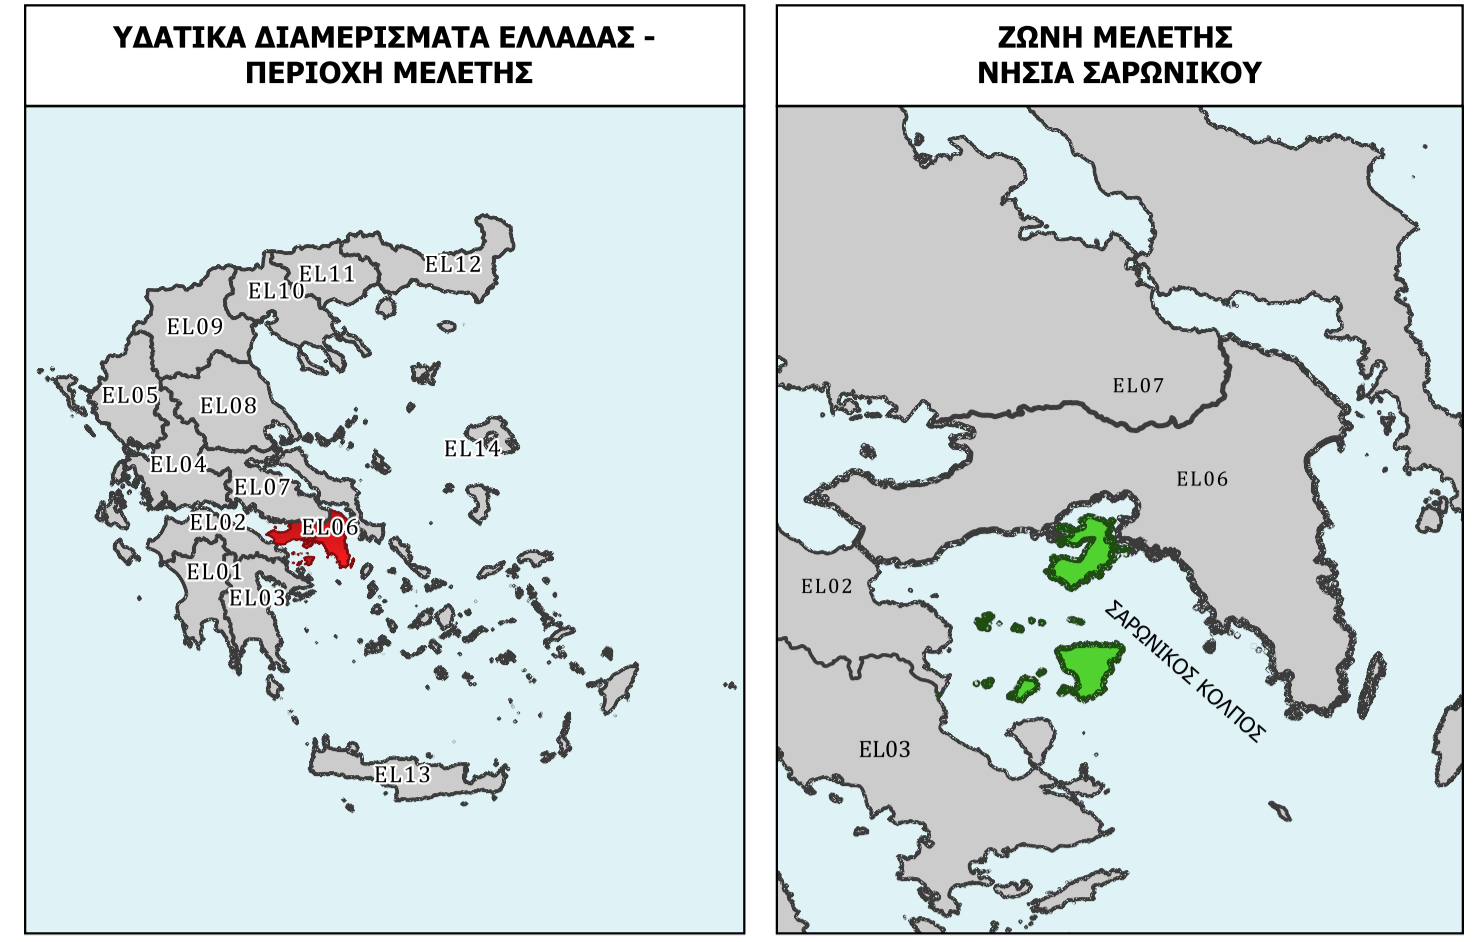 ΥΔΑΤΙΚΑ ΔΙΑΜΕΡΙΣΜΑΤΑ ΕΛΛΑΔΑΣ -
ΠΕΡΙΟΧΗ ΜΕΛΕΤΗΣ
EL12
EL11
EL10
EL09
EL05
EL08
EL14
EL04
EL07
EL02
EL06
EL01
EL03
EL13
ΖΩΝΗ ΜΕΛΕΤΗΣ
ΝΗΣΙΑ ΣΑΡΩΝΙΚΟΥ
EL07
EL06
EL02
ΣΑΡΩΝΙΚΟΣ ΚΟΛΠΟΣ
EL03